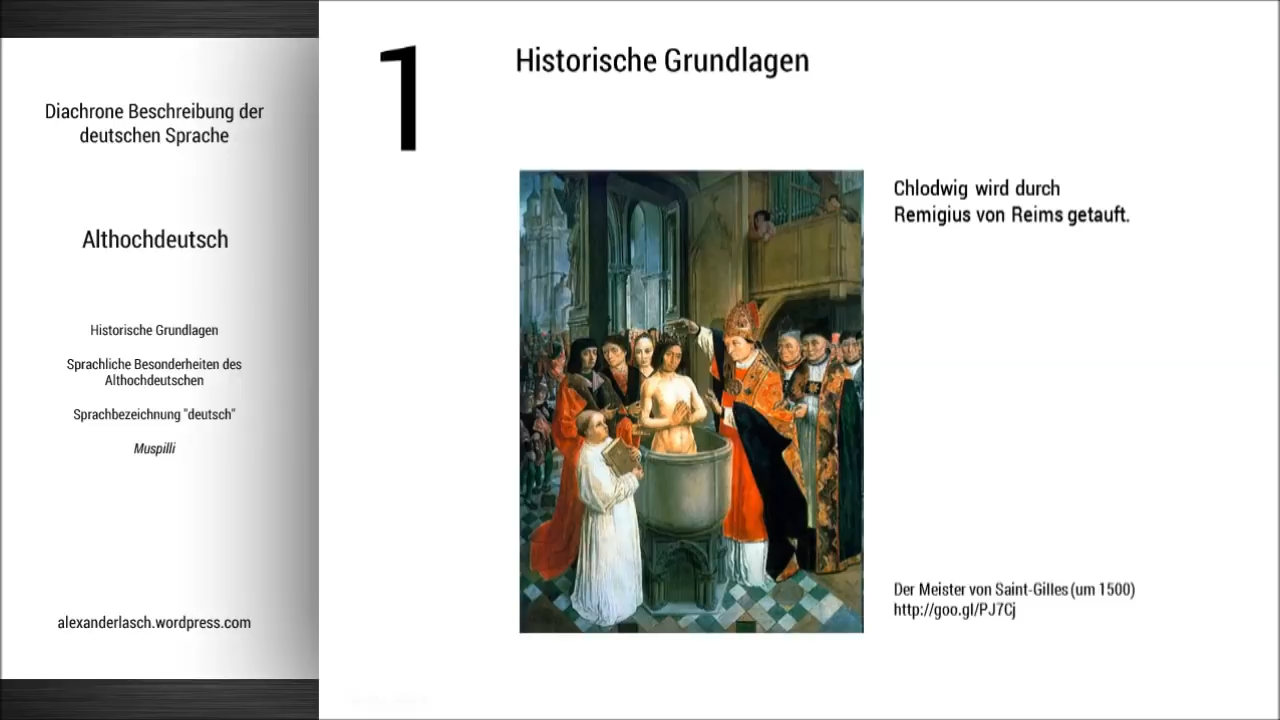 Diachrone Beschreibung der
deutschen Sprache
Althochdeutsch
Historische Grundlagen
Sprachliche Besonderheiten des
Althochdeutschen
Sprachbezeichnung "deutsch"
Muspilli
alexanderlasch.wordpress.com
1
Historische Grundlagen
Chlodwig wird durch
Remigius von Reims getauft.
Der Meister von Saint-Gilles (um 1500)
http://goo.gl/PJ7Cj